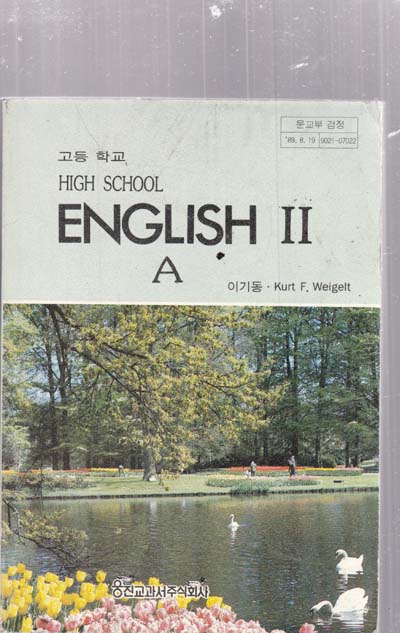 문교부 검정
'89. 8. 19 9021-07022
고등 학교
HIGH SCHOOL
ENGLISH II
A
이기동 · Kurt F. Weigelt
웅진교과서주식회사